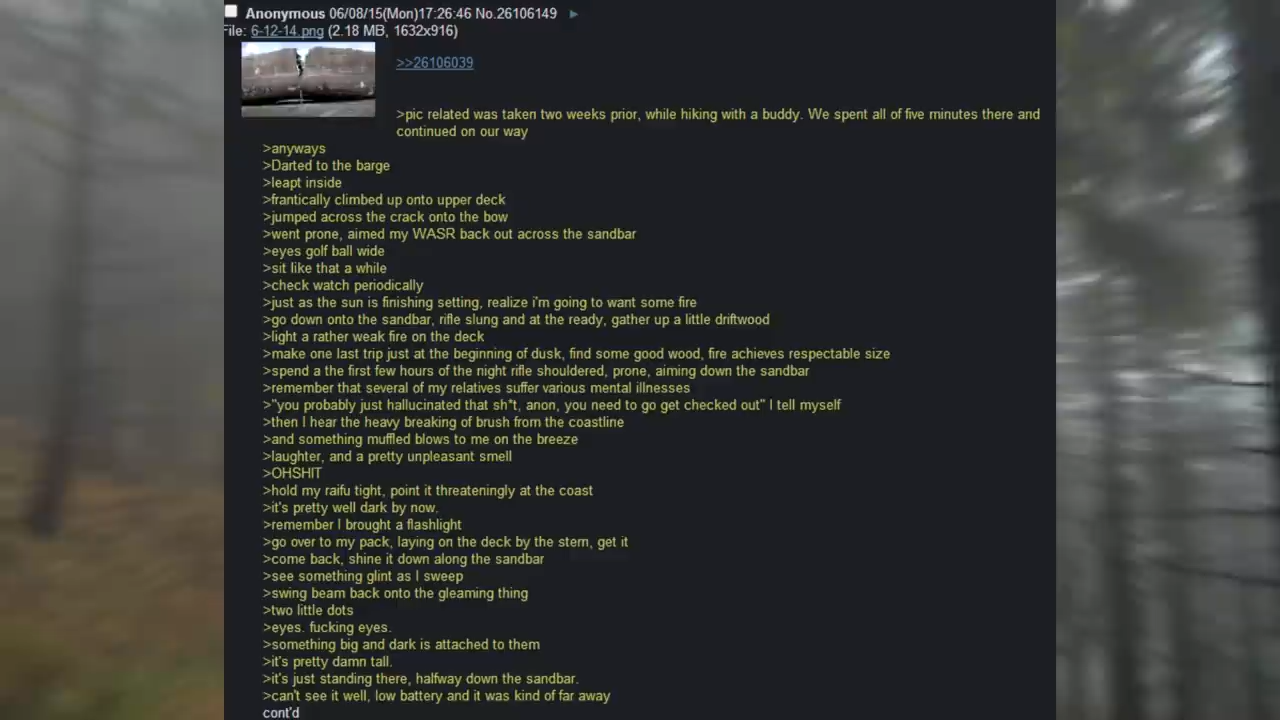 Anonymous 06/08/15(Mon)17:26:46 No.26106149
File: 6-12-14.png (2.18 MB, 1632x916)
>>26106039
>pic related was taken two weeks prior, while hiking with a buddy. We spent all of five minutes there and
continued on our way
>anyways
>Darted to the barge
>leapt inside
>frantically climbed up onto upper deck
>jumped across the crack onto the bow
>went prone, aimed my WASR back out across the sandbar
>eyes golf ball wide
>sit like that a while
>check watch periodically
>just as the sun is finishing setting, realize i'm going to want some fire
>go down onto the sandbar, rifle slung and at the ready, gather up a little driftwood
>light a rather weak fire on the deck
>make one last trip just at the beginning of dusk, find some good wood, fire achieves respectable size
>spend a the first few hours of the night rifle shouldered, prone, aiming down the sandbar
>remember that several of my relatives suffer various mental illnesses
>"you probably just hallucinated that sh*t, anon, you need to go get checked out" I tell myself
>then I hear the heavy breaking of brush from the coastline
>and something muffled blows to me on the breeze
>laughter, and a pretty unpleasant smell
>OHSHIT
>hold my raifu tight, point it threateningly at the coast
>it's pretty well dark by now.
>remember I brought a flashlight
>go over to my pack, laying on the deck by the stern, get it
>come back, shine it down along the sandbar
>see something glint as I sweep
>swing beam back onto the gleaming thing
>two little dots
>eyes. fucking eyes.
>something big and dark is attached to them
>it's pretty damn tall.
>it's just standing there, halfway down the sandbar.
>can't see it well, low battery and it was kind of far away
cont'd